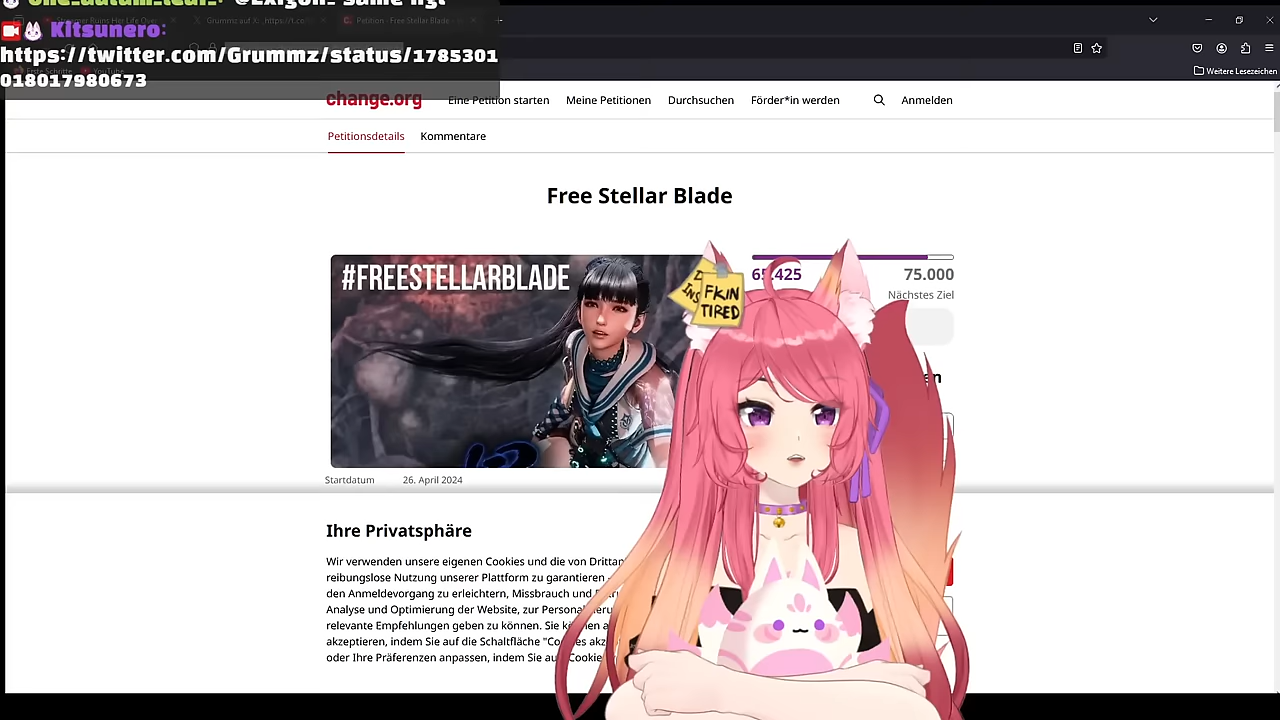 Kitsunero:
https://twitter.com/Grummz/status/1785301
018017980673
Weitere Lesezeichen
change.org
Eine Petition starten
Meine Petitionen
Durchsuchen
Förder*in werden
Anmelden
Petitionsdetails
Kommentare
Free Stellar Blade
#FREESTELLARBLADE
65.425
75.000
Nächstes Ziel
FKIN
TIRED
Startdatum
26. April 2024
Ihre Privatsphäre
Wir verwenden unsere eigenen Cookies und die von
reibungslose Nutzung unserer Plattform zu garantieren
den Anmeldevorgang zu erleichtern, Missbrauch und
Analyse und Optimierung der Website, zur
relevante Empfehlungen geben zu können. Sie
akzeptieren, indem Sie auf die Schaltfläche
oder Ihre Präferenzen anpassen, indem Sie